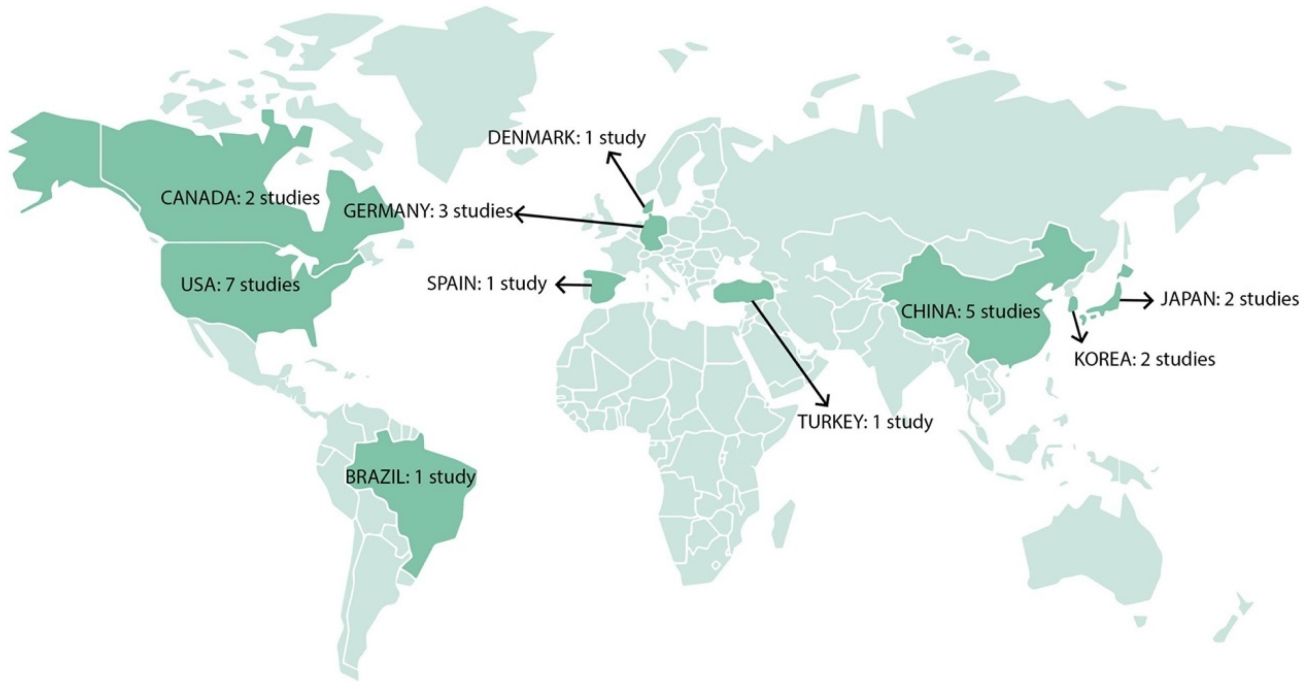 DENMARK: 1 study
CANADA: 2 studies
GERMANY: 3 studies
USA: 7 studies
SPAIN: 1 study
CHINA: 5 studies
JAPAN: 2 studies
KOREA: 2 studies
TURKEY: 1 study
BRAZIL: 1 study